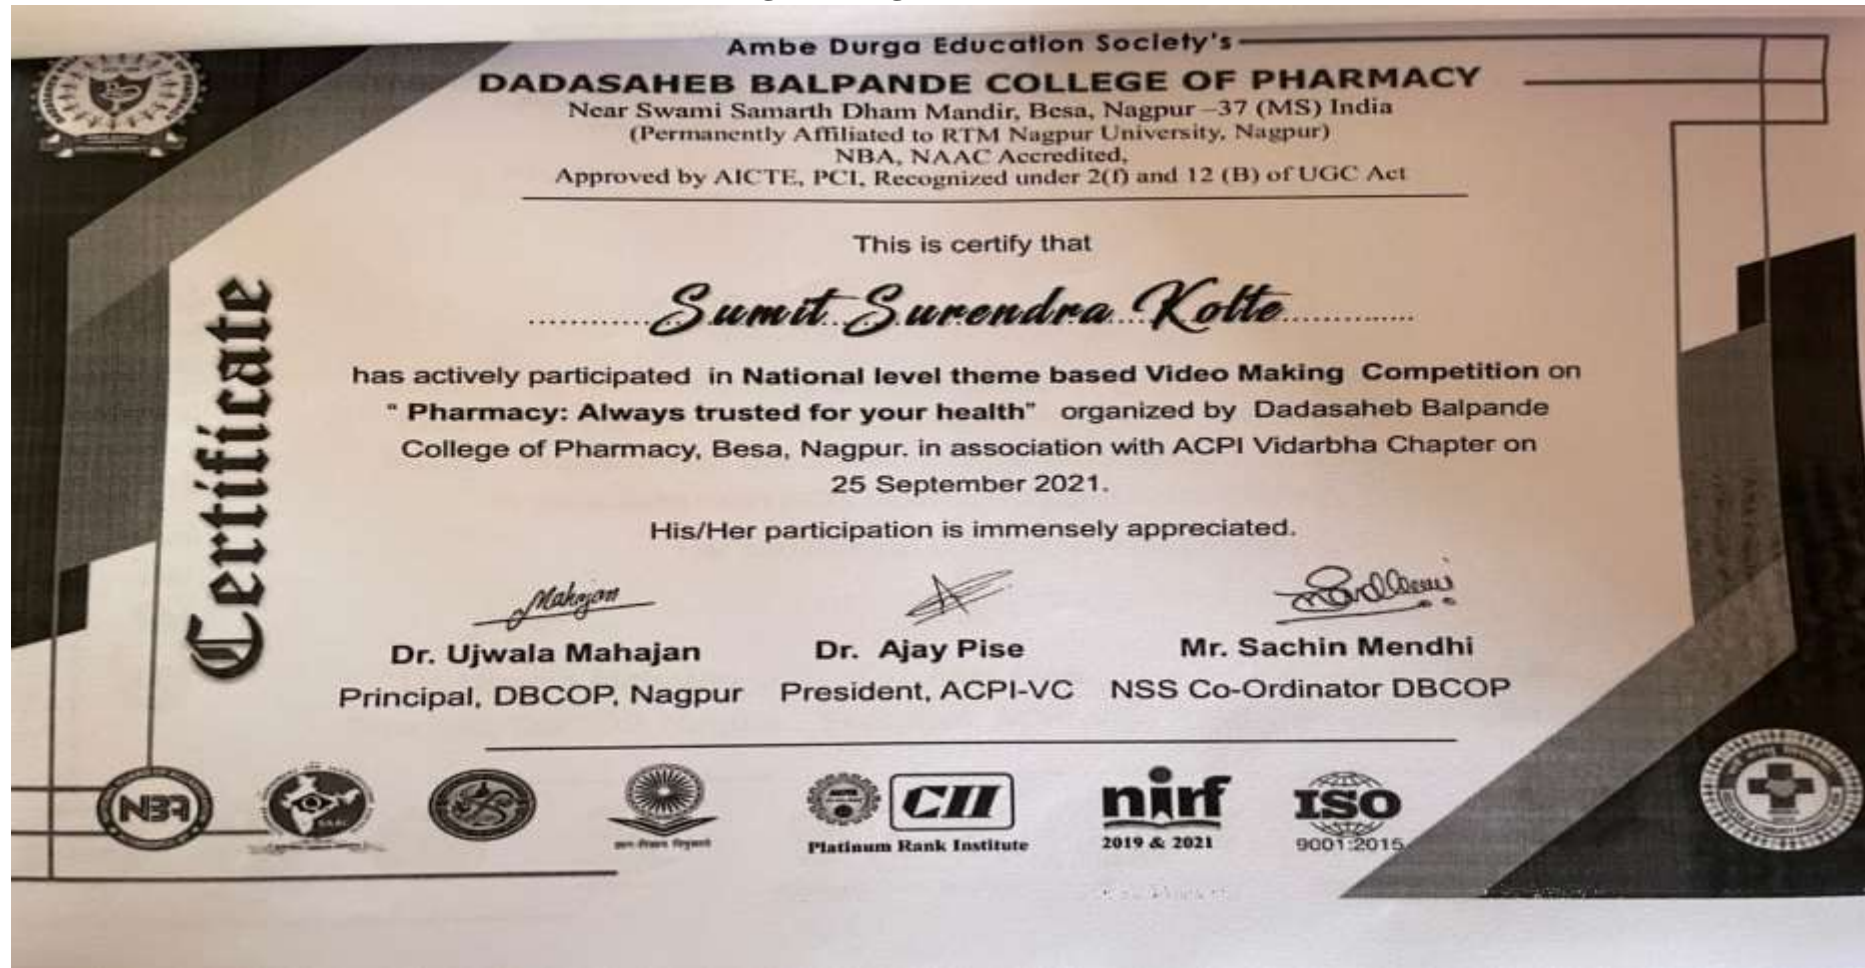 Ambe Durga Education Society's
DADASAHEB BALPANDE COLLEGE OF PHARMACY
Near Swami Samarth Dham Mandir, Besa, Nagpur –37 (MS) India
(Permanently Affiliated to RTM Nagpur University, Nagpur)
NBA, NAAC Accredited,
Approved by AICTE, PCI, Recognized under 2(f) and 12 (B) of UGC Act
Certificate
This is certify that
Sumit Surendra Kolte
has actively participated in National level theme based Video Making Competition on
" Pharmacy: Always trusted for your health" organized by Dadasaheb Balpande
College of Pharmacy, Besa, Nagpur. in association with ACPI Vidarbha Chapter on
25 September 2021.
His/Her participation is immensely appreciated.
Mahajan
Dr. Ujwala Mahajan Dr. Ajay Pise Mr. Sachin Mendhi
Principal, DBCOP, Nagpur President, ACPI-VC NSS Co-Ordinator DBCOP
NBA
NAAC
ज्ञान-विज्ञान विमुक्तये
CII
Platinum Rank Institute
nirf
2019 & 2021
ISO
9001:2015